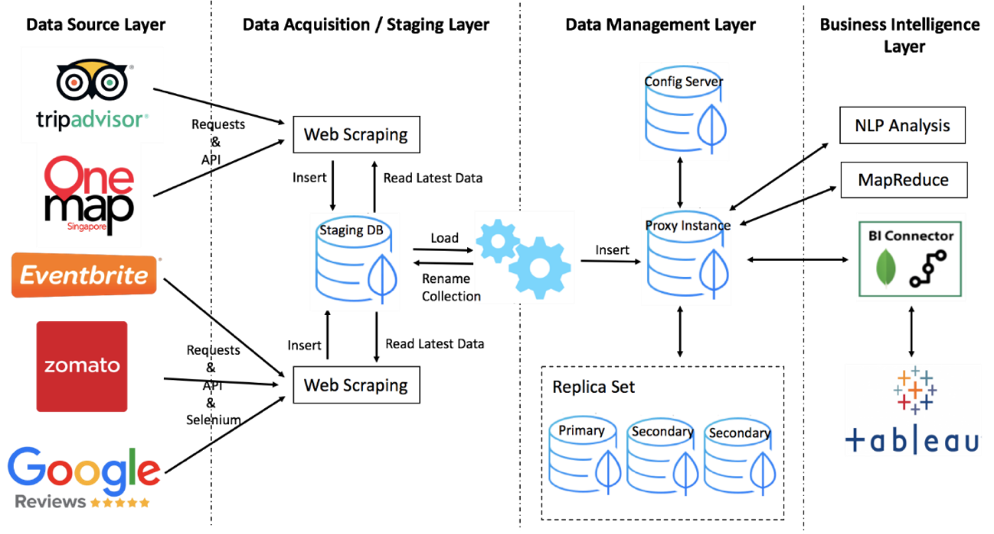 Data Source Layer
Data Acquisition / Staging Layer
Data Management Layer
Business Intelligence
Layer
tripadvisor®
Requests
&
API
One
map
Singapore
Eventbrite
zomato
Requests
&
API
&
Selenium
Google
Reviews
Web Scraping
Insert
Read Latest Data
Staging DB
Load
Rename
Collection
Insert
Read Latest Data
Web Scraping
Insert
Config Server
Proxy Instance
Replica Set
Primary
Secondary
Secondary
NLP Analysis
MapReduce
BI Connector
tableau